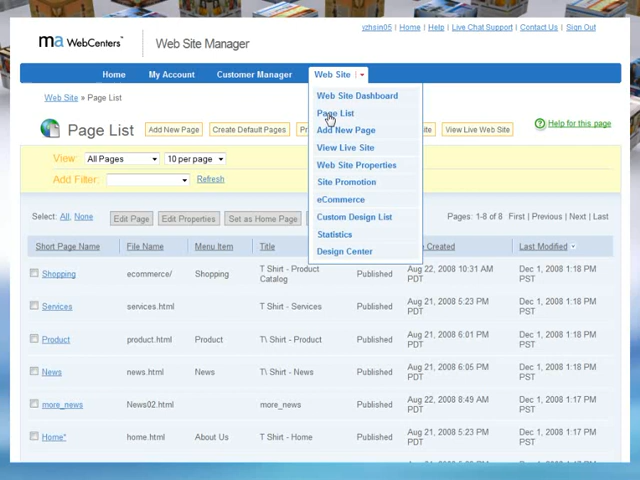 yzhsin05 | Home | Help | Live Chat Support | Contact Us | Sign Out
ma WebCenters™ Web Site Manager
Home My Account Customer Manager Web Site
Web Site Dashboard
Web Site » Page List
Page List
Add New Page
View Live Site
Web Site Properties
Site Promotion
eCommerce
Custom Design List
Statistics
Design Center
Page List Add New Page Create Default Pages View Live Web Site Help for this page
View: All Pages 10 per page
Add Filter: Refresh
Select: All, None Edit Page Edit Properties Set as Home Page Pages: 1-8 of 8 First | Previous | Next | Last
Short Page Name File Name Menu Item Title Created Last Modified
Shopping ecommerce/ Shopping T Shirt - Product Catalog Published Aug 22, 2008 10:31 AM PDT Dec 1, 2008 1:18 PM PST
Services services.html T Shirt - Services Published Aug 21, 2008 5:23 PM PDT Dec 1, 2008 1:18 PM PST
Product product.html Product T\ Shirt - Product Published Aug 21, 2008 6:01 PM PDT Dec 1, 2008 1:18 PM PST
News news.html News T\ Shirt - News Published Aug 21, 2008 6:05 PM PDT Dec 1, 2008 1:18 PM PST
more_news News02.html more_news Published Aug 22, 2008 8:49 AM PDT Dec 1, 2008 1:17 PM PST
Home* home.html About Us T Shirt - Home Published Aug 21, 2008 5:23 PM PDT Dec 1, 2008 1:17 PM PST